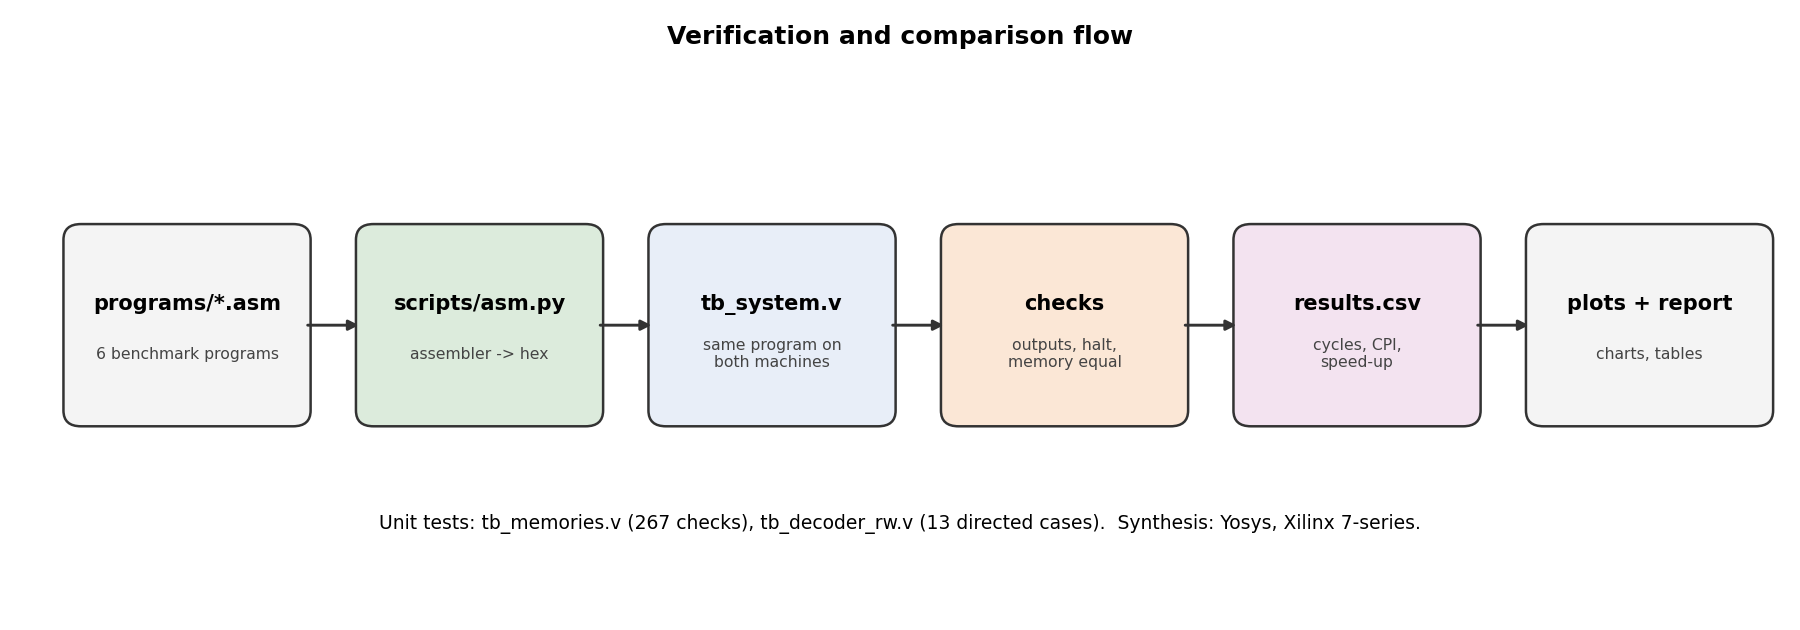 Verification and comparison flow
programs/*.asm
6 benchmark programs
scripts/asm.py
assembler -> hex
tb_system.v
same program on
both machines
checks
outputs, halt,
memory equal
results.csv
cycles, CPI,
speed-up
plots + report
charts, tables
Unit tests: tb_memories.v (267 checks), tb_decoder_rw.v (13 directed cases).  Synthesis: Yosys, Xilinx 7-series.